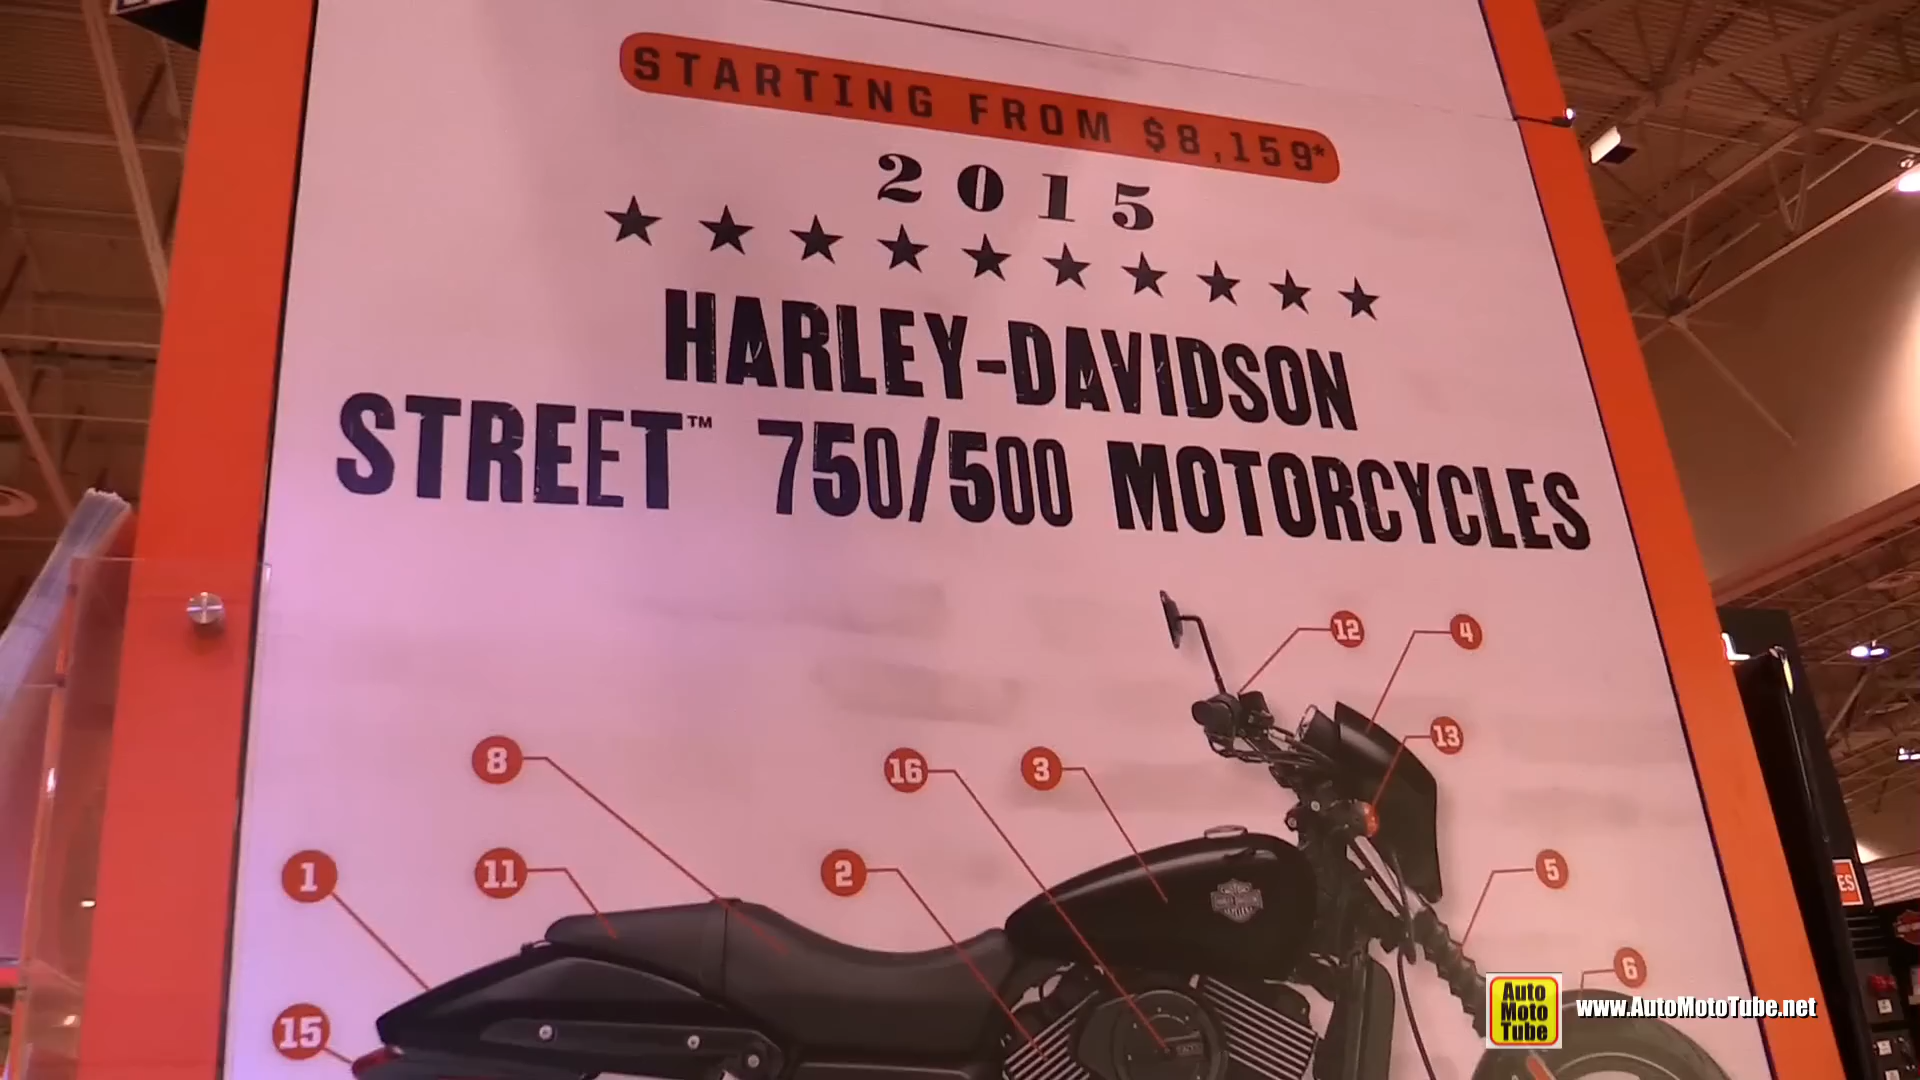 STARTING FROM $8,159*
2015
HARLEY-DAVIDSON
STREET™ 750/500 MOTORCYCLES
12
4
13
8
16
3
1
11
2
5
6
15
ES
Auto
Moto
Tube
www.AutoMotoTube.net